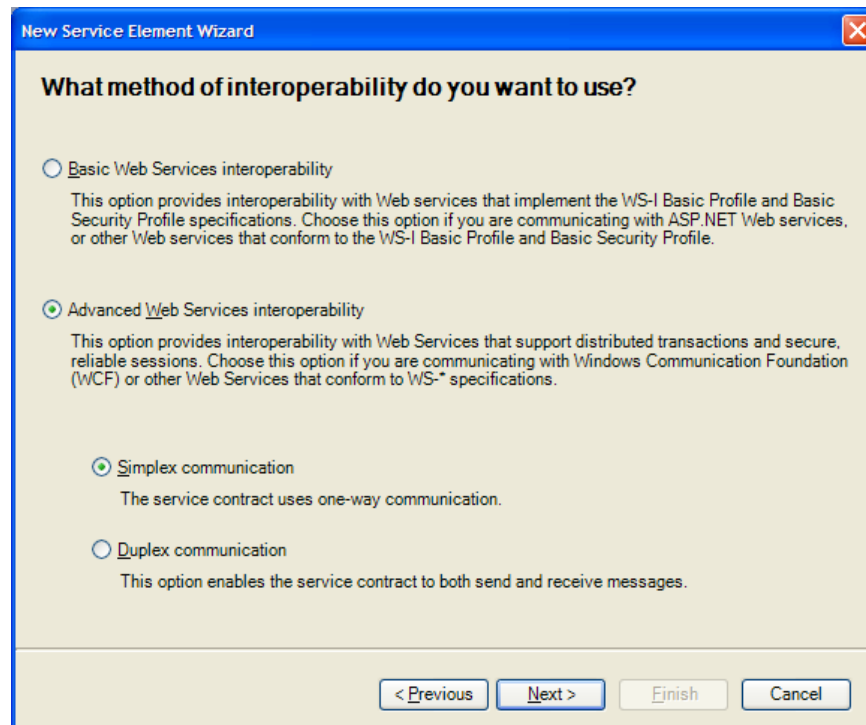 New Service Element Wizard
What method of interoperability do you want to use?
Basic Web Services interoperability
This option provides interoperability with Web services that implement the WS-I Basic Profile and Basic
Security Profile specifications. Choose this option if you are communicating with ASP.NET Web services,
or other Web services that conform to the WS-I Basic Profile and Basic Security Profile.
Advanced Web Services interoperability
This option provides interoperability with Web Services that support distributed transactions and secure,
reliable sessions. Choose this option if you are communicating with Windows Communication Foundation
(WCF) or other Web Services that conform to WS-* specifications.
Simplex communication
The service contract uses one-way communication.
Duplex communication
This option enables the service contract to both send and receive messages.
< Previous Next > Finish Cancel